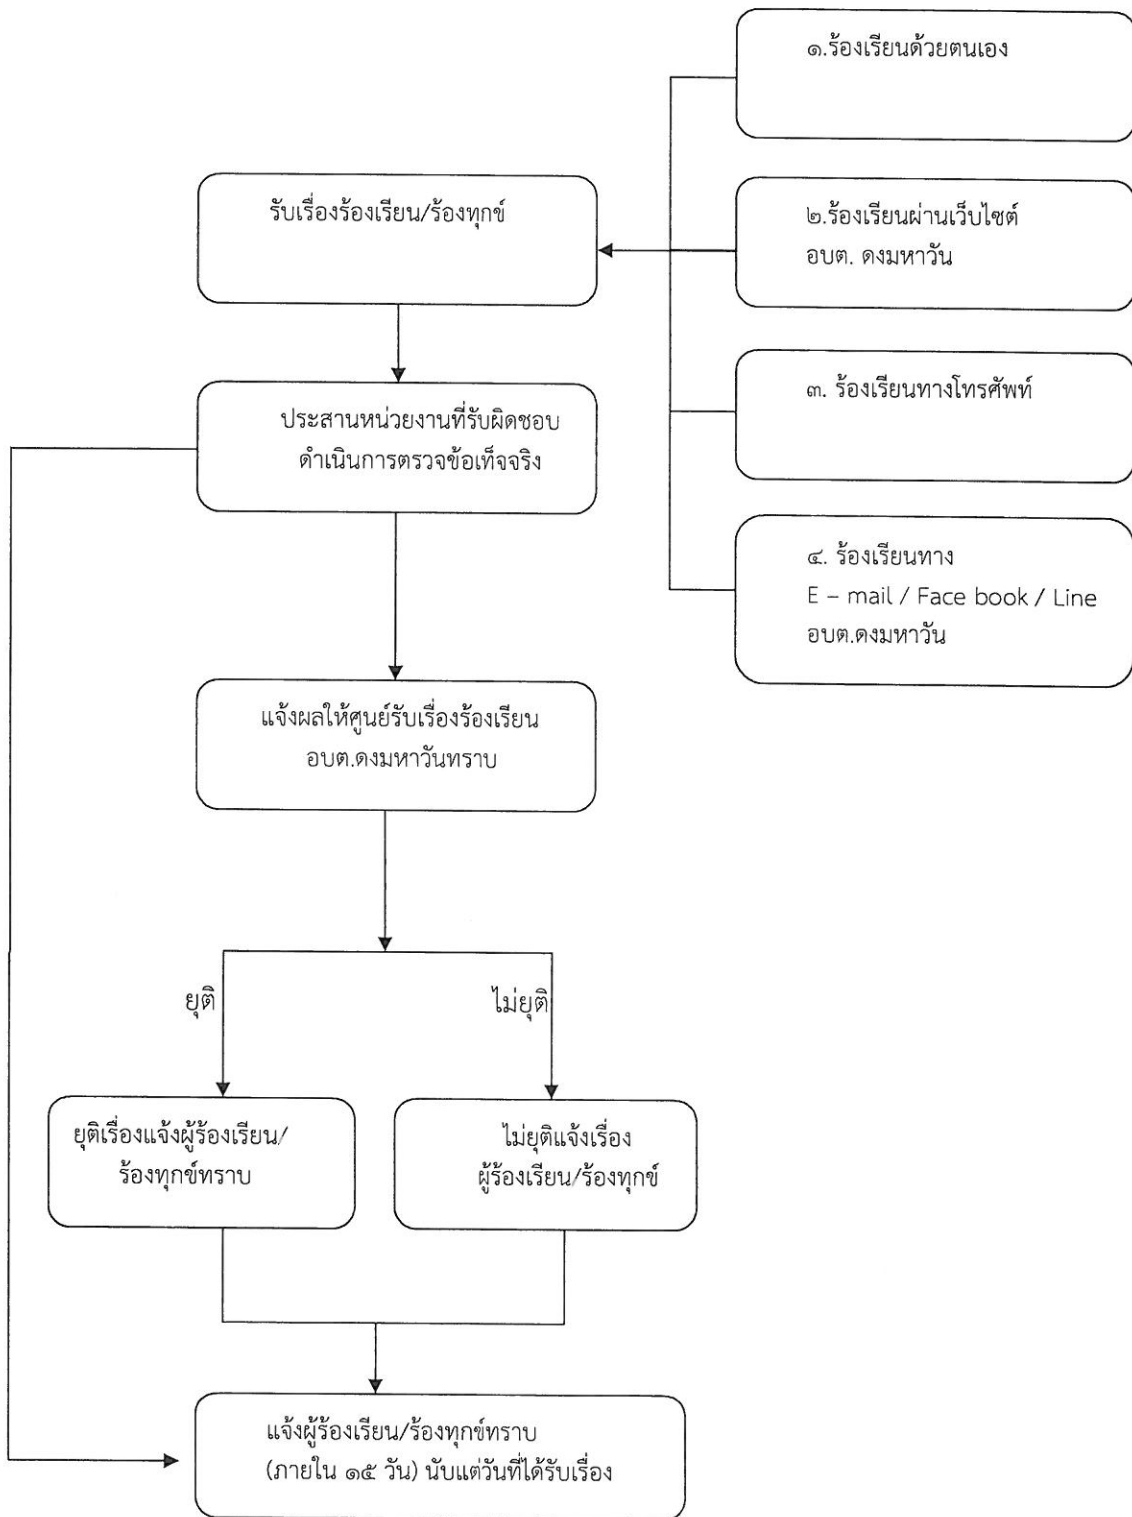 ๑.ร้องเรียนด้วยตนเอง
รับเรื่องร้องเรียน/ร้องทุกข์
๒.ร้องเรียนผ่านเว็บไซต์
อบต. ดงมหาวัน
๓. ร้องเรียนทางโทรศัพท์
ประสานหน่วยงานที่รับผิดชอบ
ดำเนินการตรวจข้อเท็จจริง
๔. ร้องเรียนทาง
E – mail / Face book / Line
อบต.ดงมหาวัน
แจ้งผลให้ศูนย์รับเรื่องร้องเรียน
อบต.ดงมหาวันทราบ
ยุติ
ไม่ยุติ
ยุติเรื่องแจ้งผู้ร้องเรียน/
ร้องทุกข์ทราบ
ไม่ยุติแจ้งเรื่อง
ผู้ร้องเรียน/ร้องทุกข์
แจ้งผู้ร้องเรียน/ร้องทุกข์ทราบ
(ภายใน ๑๕ วัน) นับแต่วันที่ได้รับเรื่อง